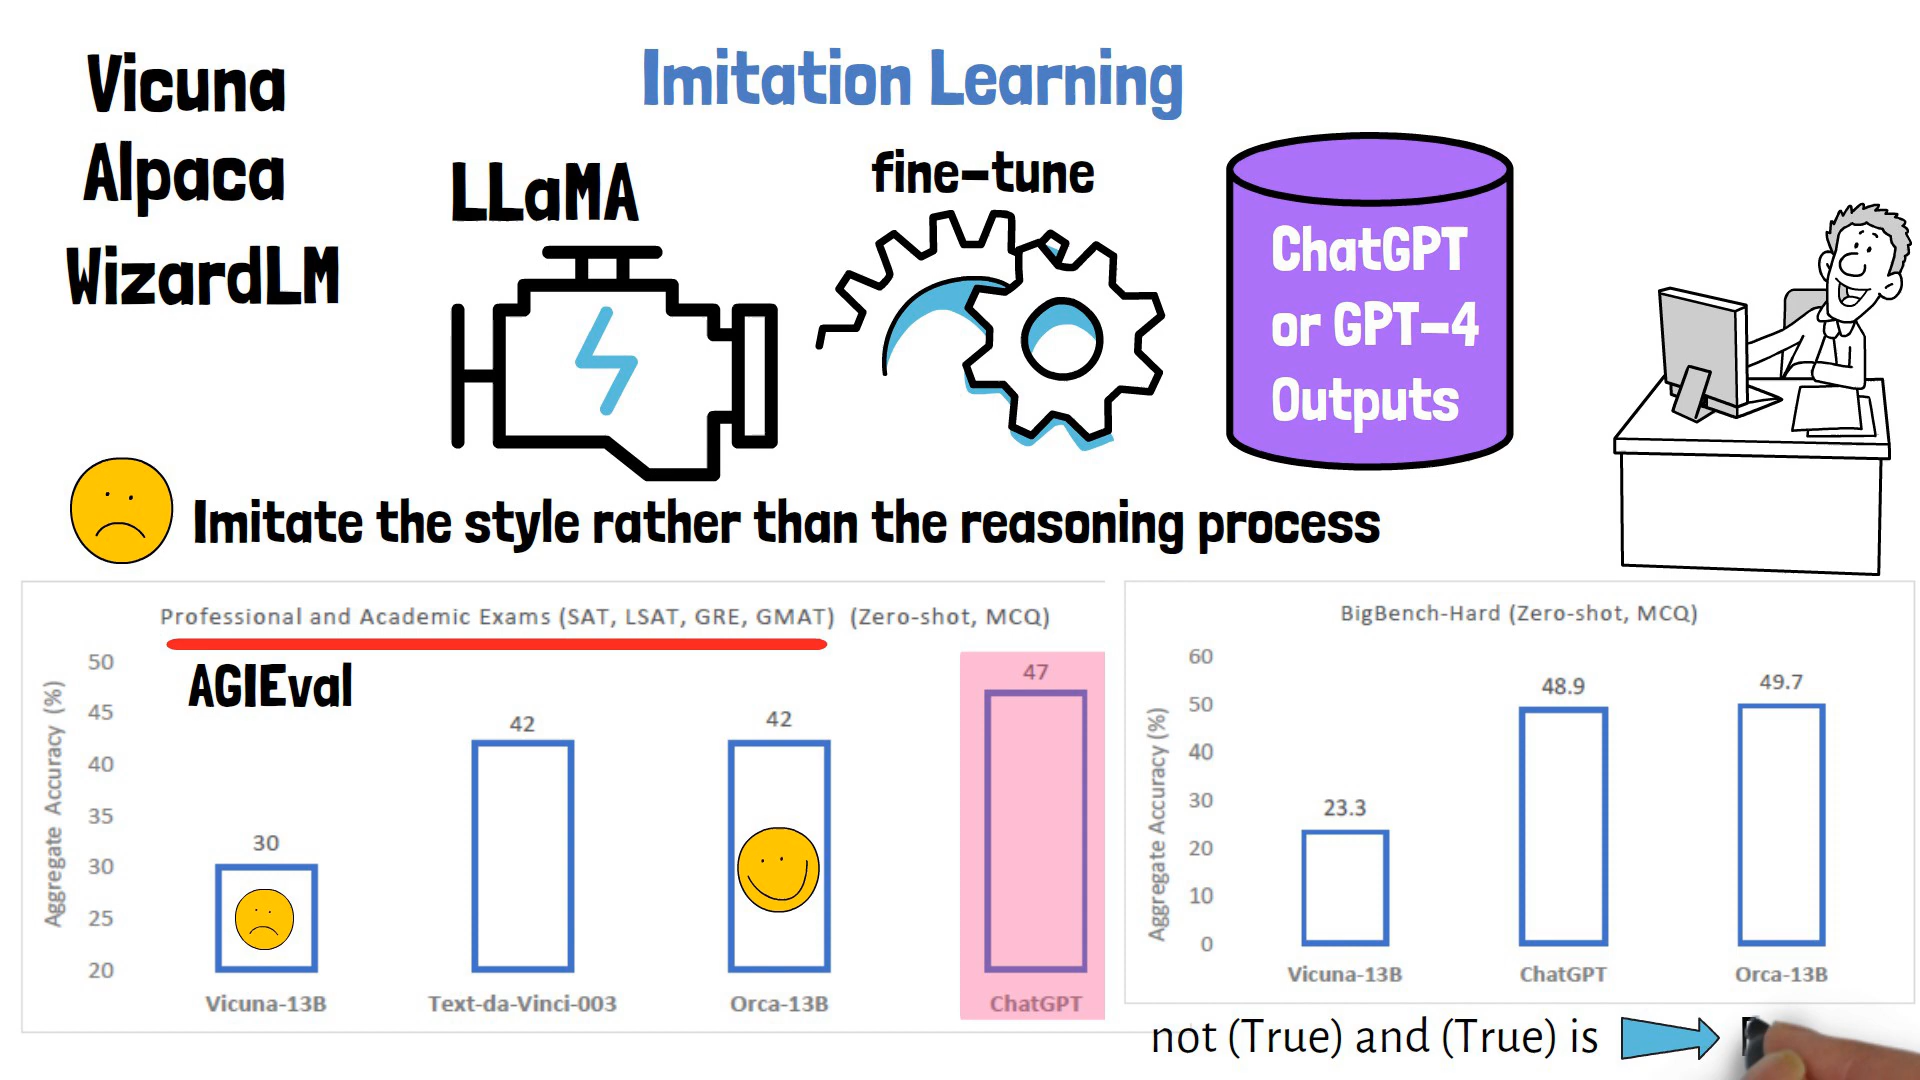 Vicuna
Alpaca
WizardLM
Imitation Learning
LLaMA
fine-tune
ChatGPT
or GPT-4
Outputs
Imitate the style rather than the reasoning process
Professional and Academic Exams (SAT, LSAT, GRE, GMAT) (Zero-shot, MCQ)
AGIEval
Aggregate Accuracy (%)
50
45
40
35
30
25
20
30
42
42
47
Vicuna-13B
Text-da-Vinci-003
Orca-13B
ChatGPT
BigBench-Hard (Zero-shot, MCQ)
Aggregate Accuracy (%)
60
50
40
30
20
10
0
23.3
48.9
49.7
Vicuna-13B
ChatGPT
Orca-13B
not (True) and (True) is